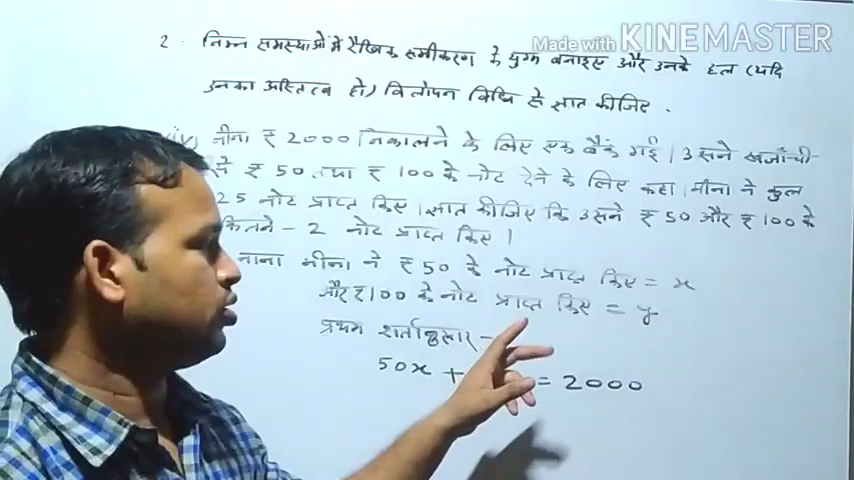 Made with KINEMASTER
2. निम्न समस्याओं में रैखिक समीकरण के युग्म बनाइए और उनके हल (यदि
उनका अस्तित्व हो) विलोपन विधि से ज्ञात कीजिए.
iv) मीना ₹ 2000 निकालने के लिए एक बैंक गई। उसने खजाँची-
से ₹ 50 तथा ₹ 100 के नोट देने के लिए कहा। मीना ने कुल
25 नोट प्राप्त किए। ज्ञात कीजिए कि उसने ₹ 50 और ₹ 100 के
कितने - 2 नोट प्राप्त किए।
माना मीना ने ₹ 50 के नोट प्राप्त किए = x
और ₹ 100 के नोट प्राप्त किए = y
प्रथम शर्तानुसार -
50x + = 2000